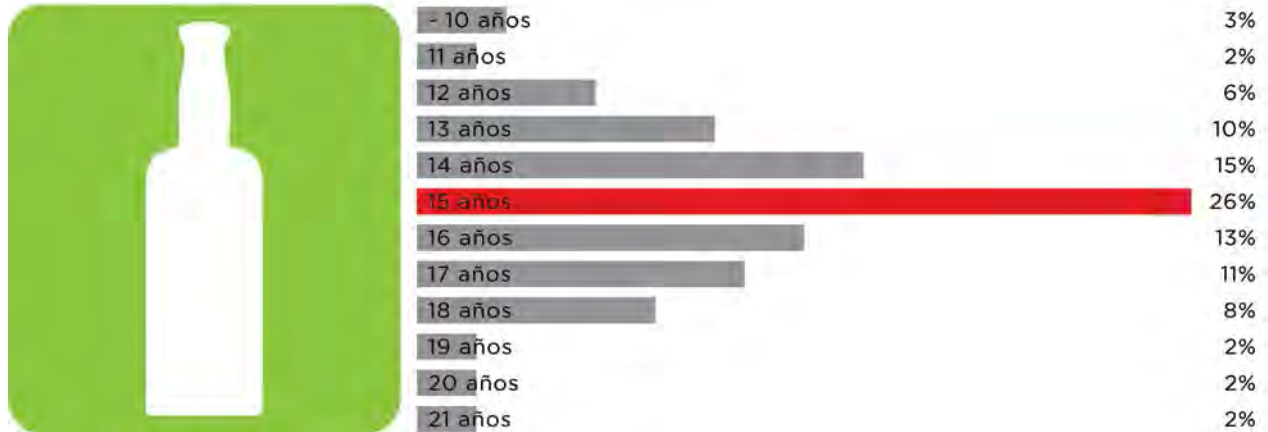 - 10 años 3%
11 años 2%
12 años 6%
13 años 10%
14 años 15%
15 años 26%
16 años 13%
17 años 11%
18 años 8%
19 años 2%
20 años 2%
21 años 2%